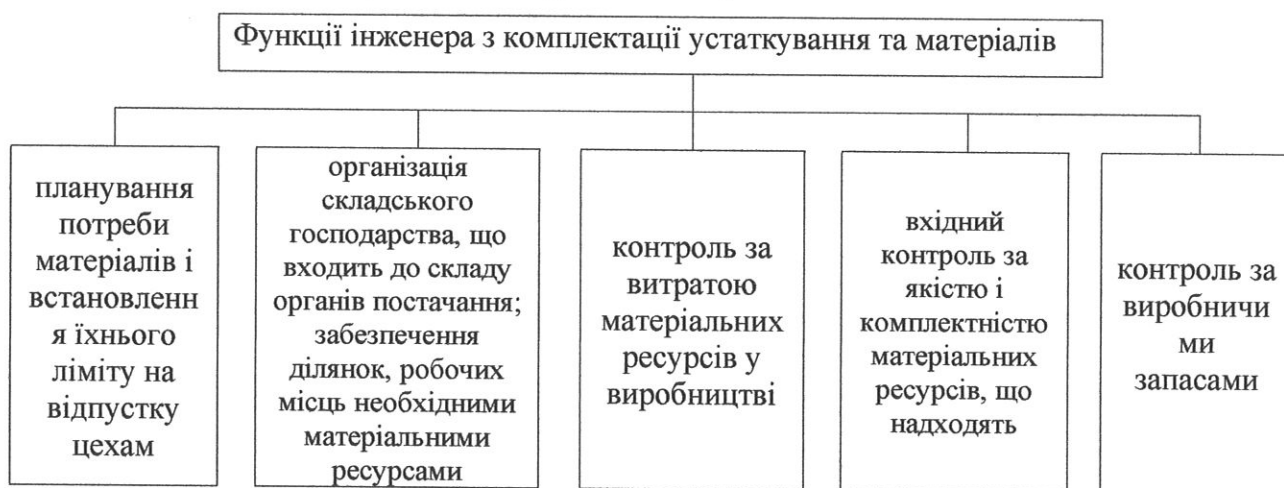 Функції інженера з комплектації устаткування та матеріалів
планування
потреби
матеріалів і
встановленн
я їхнього
ліміту на
відпустку
цехам
організація
складського
господарства, що
входить до складу
органів постачання;
забезпечення
ділянок, робочих
місць необхідними
матеріальними
ресурсами
контроль за
витратою
матеріальних
ресурсів у
виробництві
вхідний
контроль за
якістю і
комплектністю
матеріальних
ресурсів, що
надходять
контроль за
виробничи
ми
запасами